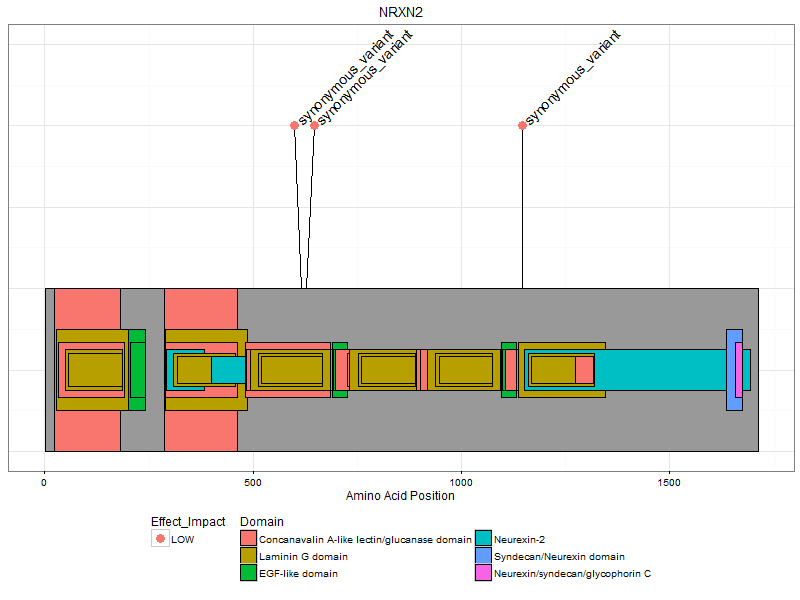 NRXN2
synonymous_variant
synonymous_variant
synonymous_variant
0 500 1000 1500
Amino Acid Position
Effect_Impact
LOW
Domain
Concanavalin A-like lectin/glucanase domain
Laminin G domain
EGF-like domain
Neurexin-2
Syndecan/Neurexin domain
Neurexin/syndecan/glycophorin C